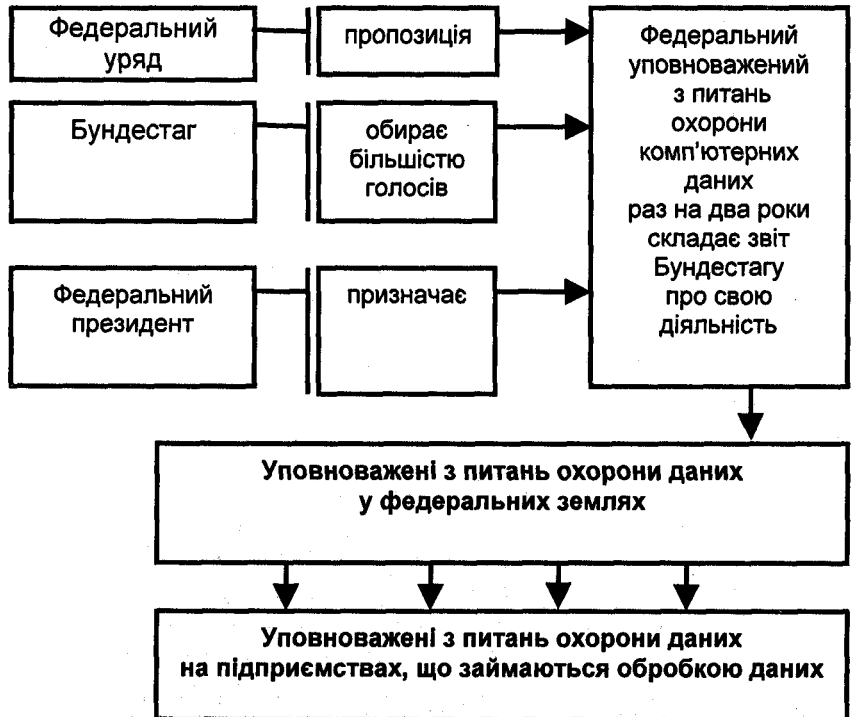 Федеральний
уряд
пропозиція
Бундестаг
обирає
більшістю
голосів
Федеральний
президент
призначає
Федеральний
уповноважений
з питань
охорони
комп'ютерних
даних
раз на два роки
складає звіт
Бундестагу
про свою
діяльність
Уповноважені з питань охорони даних
у федеральних землях
Уповноважені з питань охорони даних
на підприємствах, що займаються обробкою даних